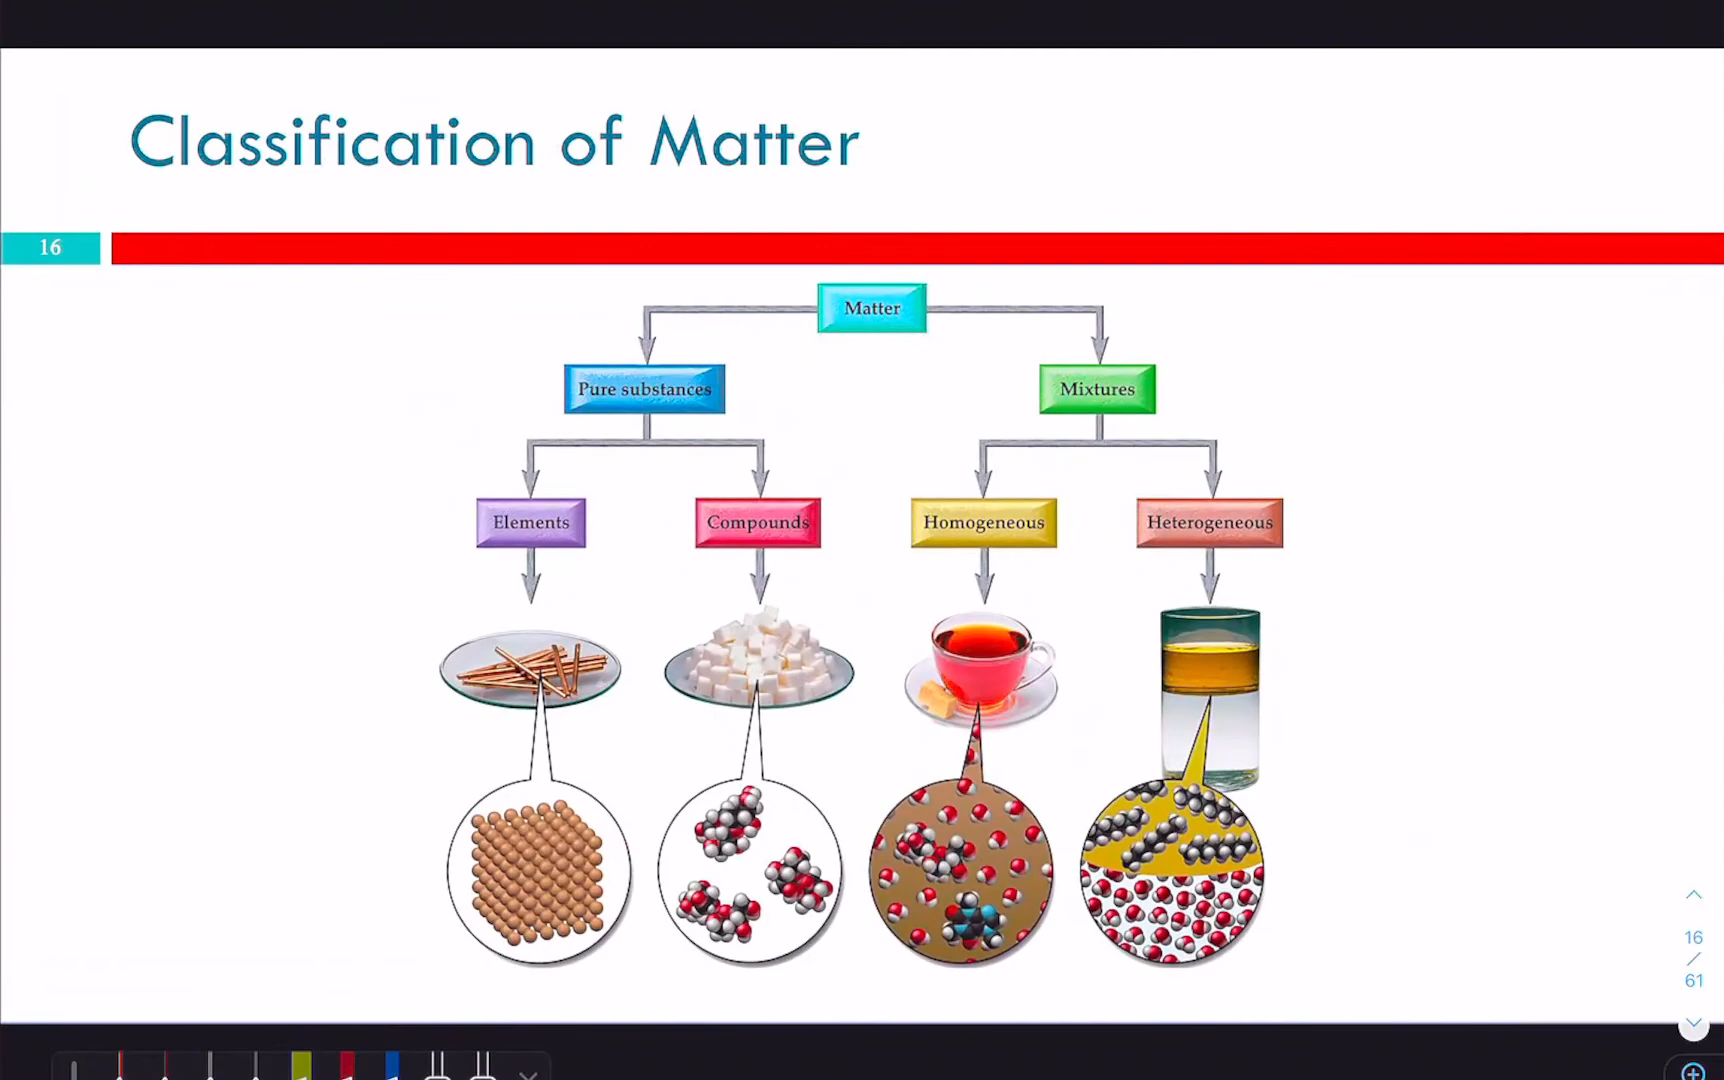 Classification of Matter
16
Matter
Pure substances
Mixtures
Elements
Compounds
Homogeneous
Heterogeneous
16
/
61